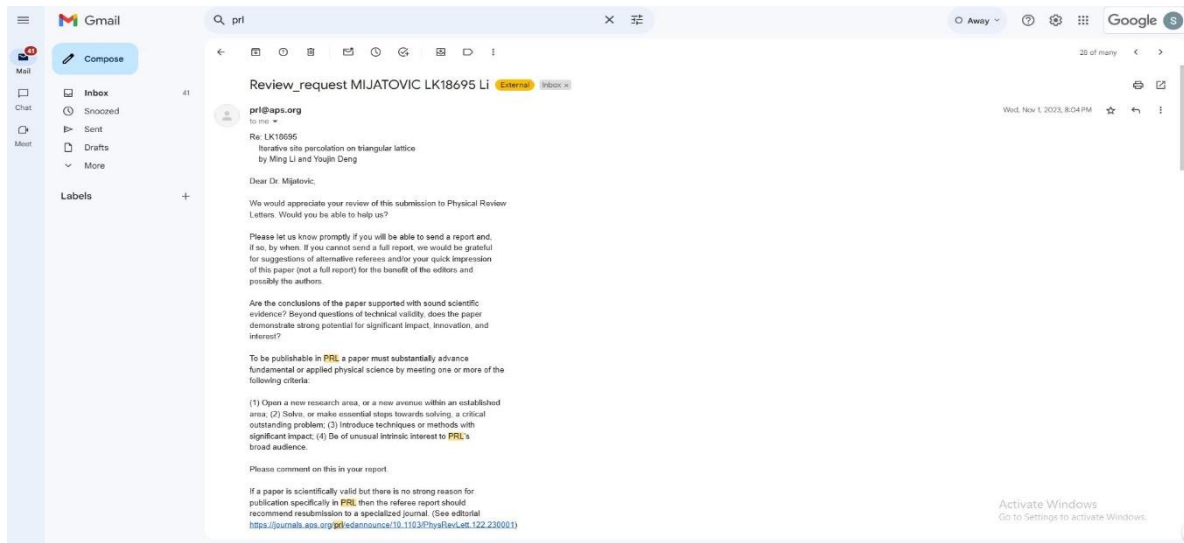 Gmail
prl
Away
Google
S
41
Mail
Chat
Meet
Compose
Inbox 41
Snoozed
Sent
Drafts
More
Labels
28 of many
Review_request MIJATOVIC LK18695 Li External Inbox x
prl@aps.org
to me
Wed, Nov 1, 2023, 8:04 PM
Re: LK18695
Iterative site percolation on triangular lattice
by Ming Li and Youjin Deng
Dear Dr. Mijatovic,
We would appreciate your review of this submission to Physical Review
Letters. Would you be able to help us?
Please let us know promptly if you will be able to send a report and,
if so, by when. If you cannot send a full report, we would be grateful
for suggestions of alternative referees and/or your quick impression
of this paper (not a full report) for the benefit of the editors and
possibly the authors.
Are the conclusions of the paper supported with sound scientific
evidence? Beyond questions of technical validity, does the paper
demonstrate strong potential for significant impact, innovation, and
interest?
To be publishable in PRL a paper must substantially advance
fundamental or applied physical science by meeting one or more of the
following criteria:
(1) Open a new research area, or a new avenue within an established
area; (2) Solve, or make essential steps towards solving, a critical
outstanding problem; (3) Introduce techniques or methods with
significant impact; (4) Be of unusual intrinsic interest to PRL's
broad audience.
Please comment on this in your report.
If a paper is scientifically valid but there is no strong reason for
publication specifically in PRL then the referee report should
recommend resubmission to a specialized journal. (See editorial
https://journals.aps.org/prl/edannounce/10.1103/PhysRevLett.122.230001)
Activate Windows
Go to Settings to activate Windows.